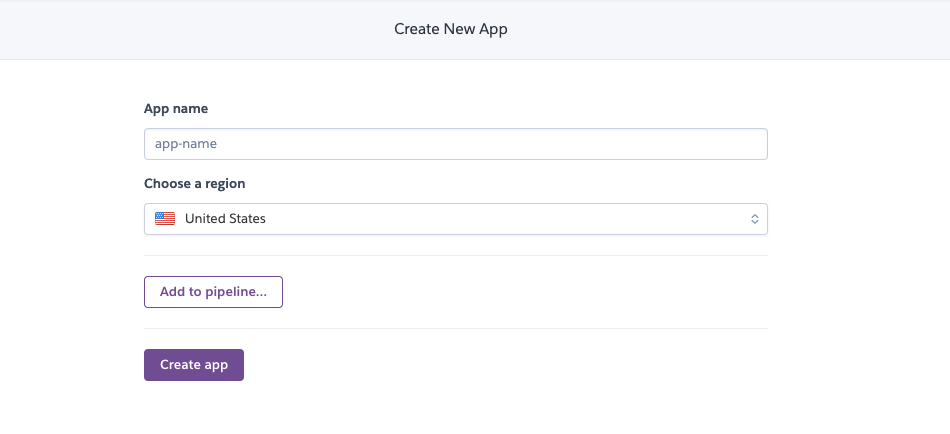 Create New App
App name
app-name
Choose a region
United States
Add to pipeline...
Create app